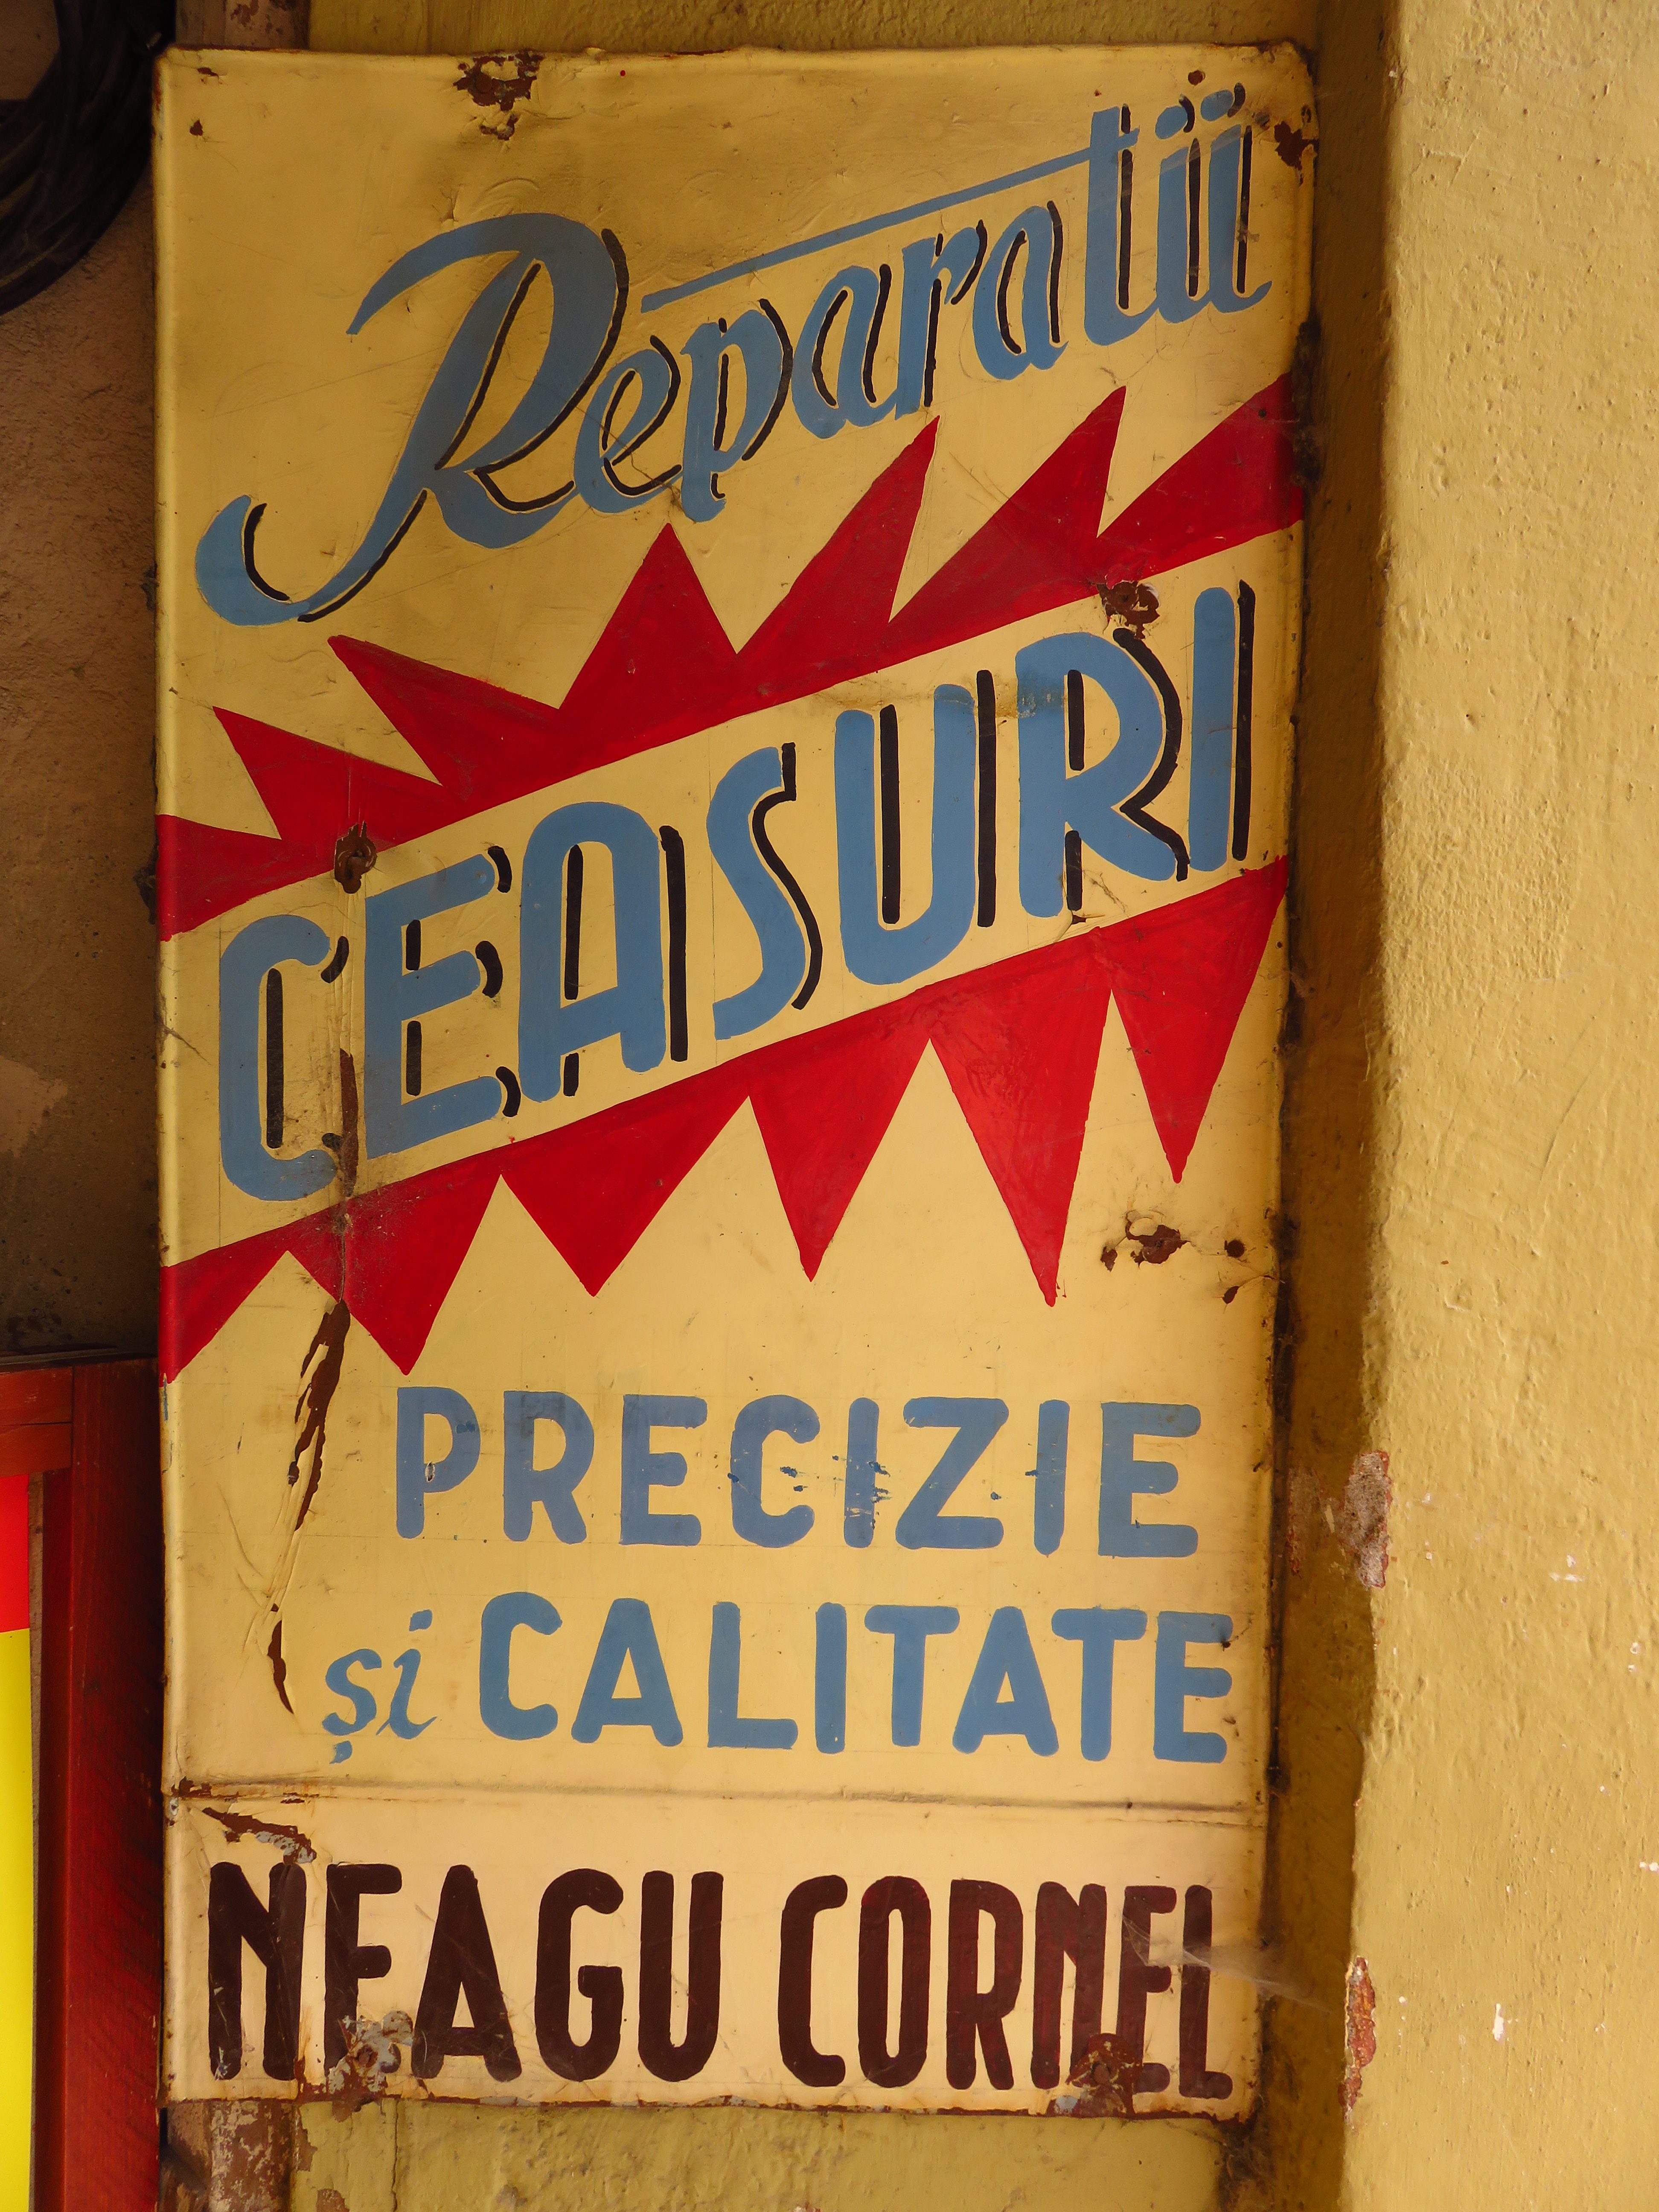 Reparatii
CEASURI
PRECIZIE
și CALITATE
NEAGU CORNEL